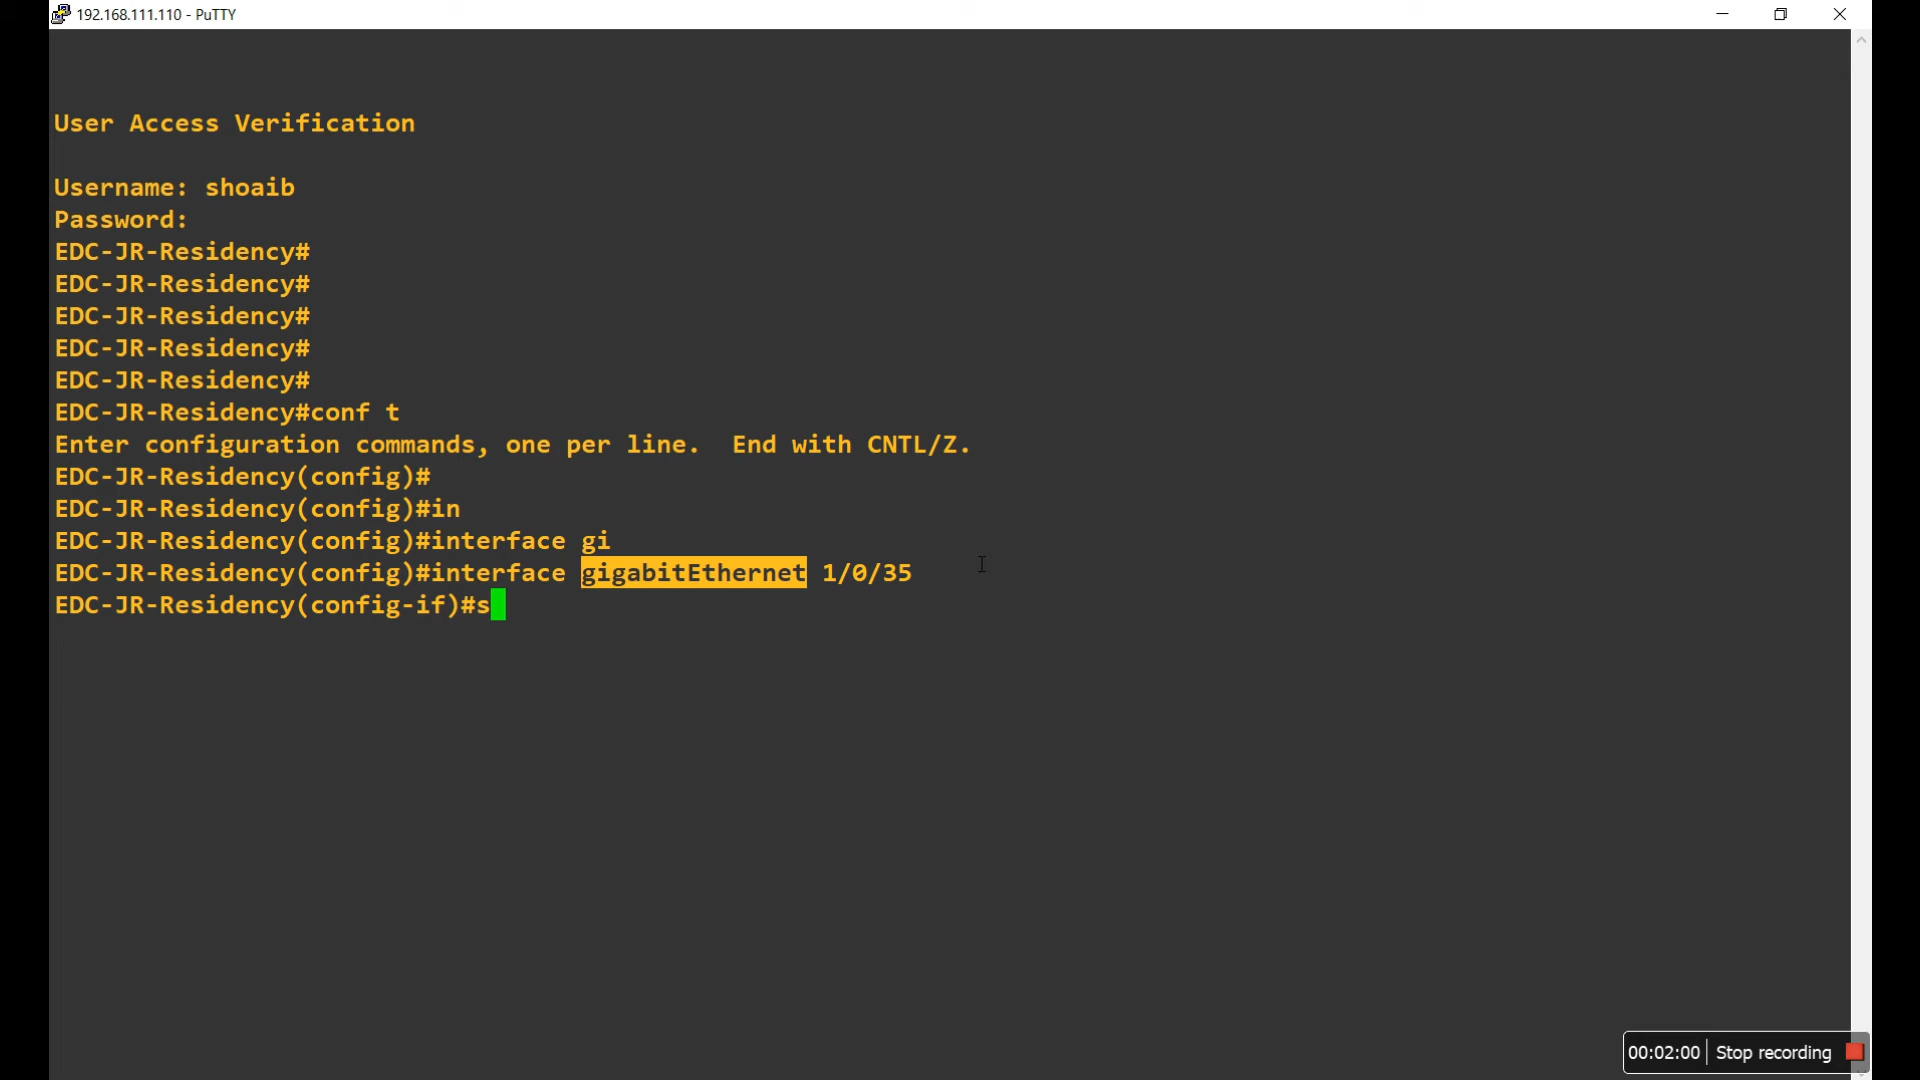 192.168.111.110 - PuTTY
User Access Verification
Username: shoaib
Password:
EDC-JR-Residency#
EDC-JR-Residency#
EDC-JR-Residency#
EDC-JR-Residency#
EDC-JR-Residency#
EDC-JR-Residency#conf t
Enter configuration commands, one per line.  End with CNTL/Z.
EDC-JR-Residency(config)#
EDC-JR-Residency(config)#in
EDC-JR-Residency(config)#interface gi
EDC-JR-Residency(config)#interface gigabitEthernet 1/0/35
EDC-JR-Residency(config-if)#s
00:02:00 Stop recording